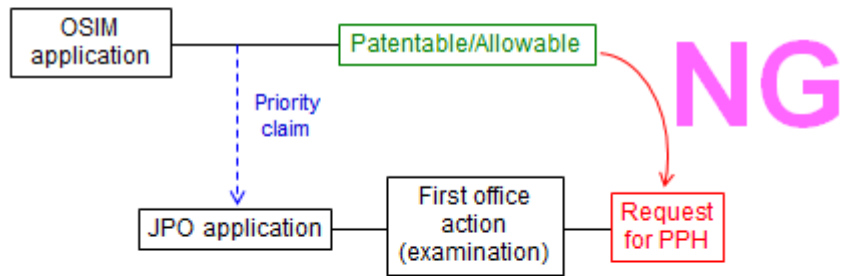 OSIM
application
Patentable/Allowable
NG
Priority
claim
JPO application
First office
action
(examination)
Request
for PPH